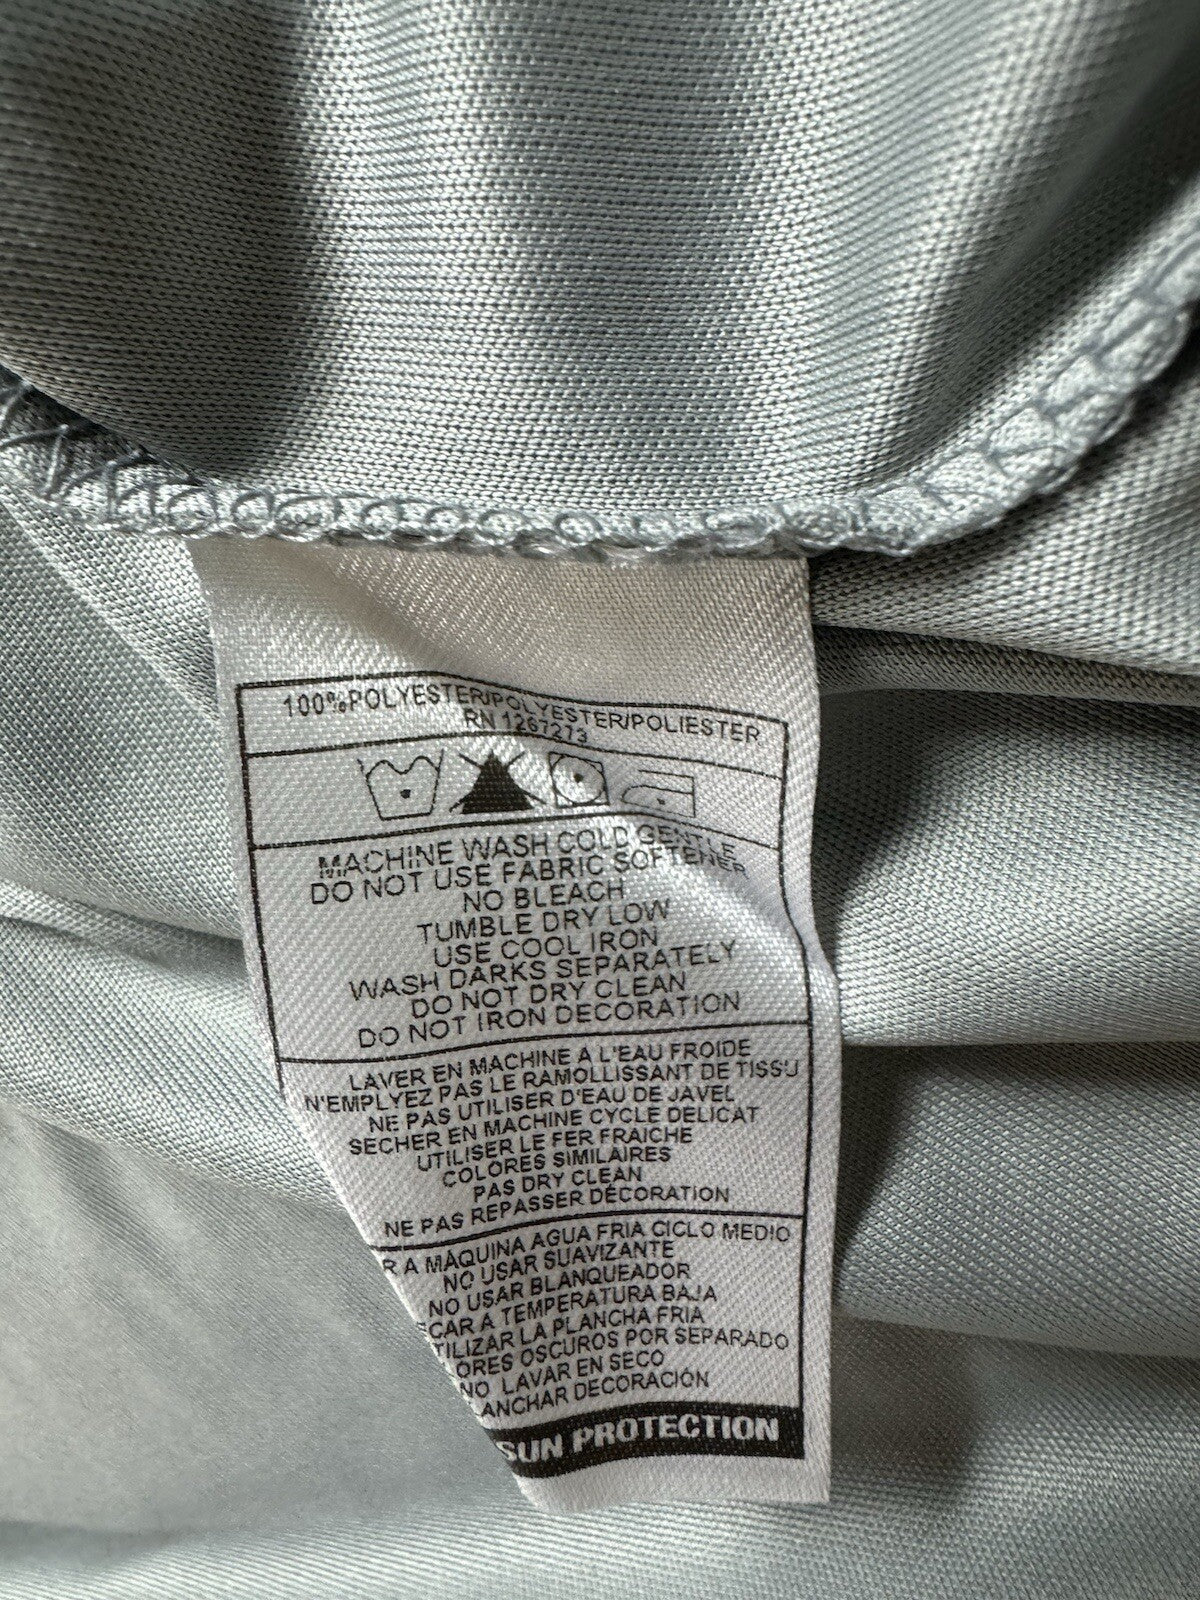 100%POLYESTER/POLYESTER/POLIESTER
RN 1267273
MACHINE WASH COLD GENTLE
DO NOT USE FABRIC SOFTENER
NO BLEACH
TUMBLE DRY LOW
USE COOL IRON
WASH DARKS SEPARATELY
DO NOT DRY CLEAN
DO NOT IRON DECORATION
LAVER EN MACHINE A L'EAU FROIDE
N'EMPLYEZ PAS LE RAMOLLISSANT DE TISSU
NE PAS UTILISER D'EAU DE JAVEL
SECHER EN MACHINE CYCLE DELICAT
UTILISER LE FER FRAICHE
COLORES SIMILAIRES
PAS DRY CLEAN
NE PAS REPASSER DÉCORATION
R A MAQUINA AGUA FRIA CICLO MEDIO
NO USAR SUAVIZANTE
NO USAR BLANQUEADOR
CAR A TEMPERATURA BAJA
TILIZAR LA PLANCHA FRIA
ORES OSCUROS POR SEPARADO
NO LAVAR EN SECO
ANCHAR DECORACIÓN
SUN PROTECTION